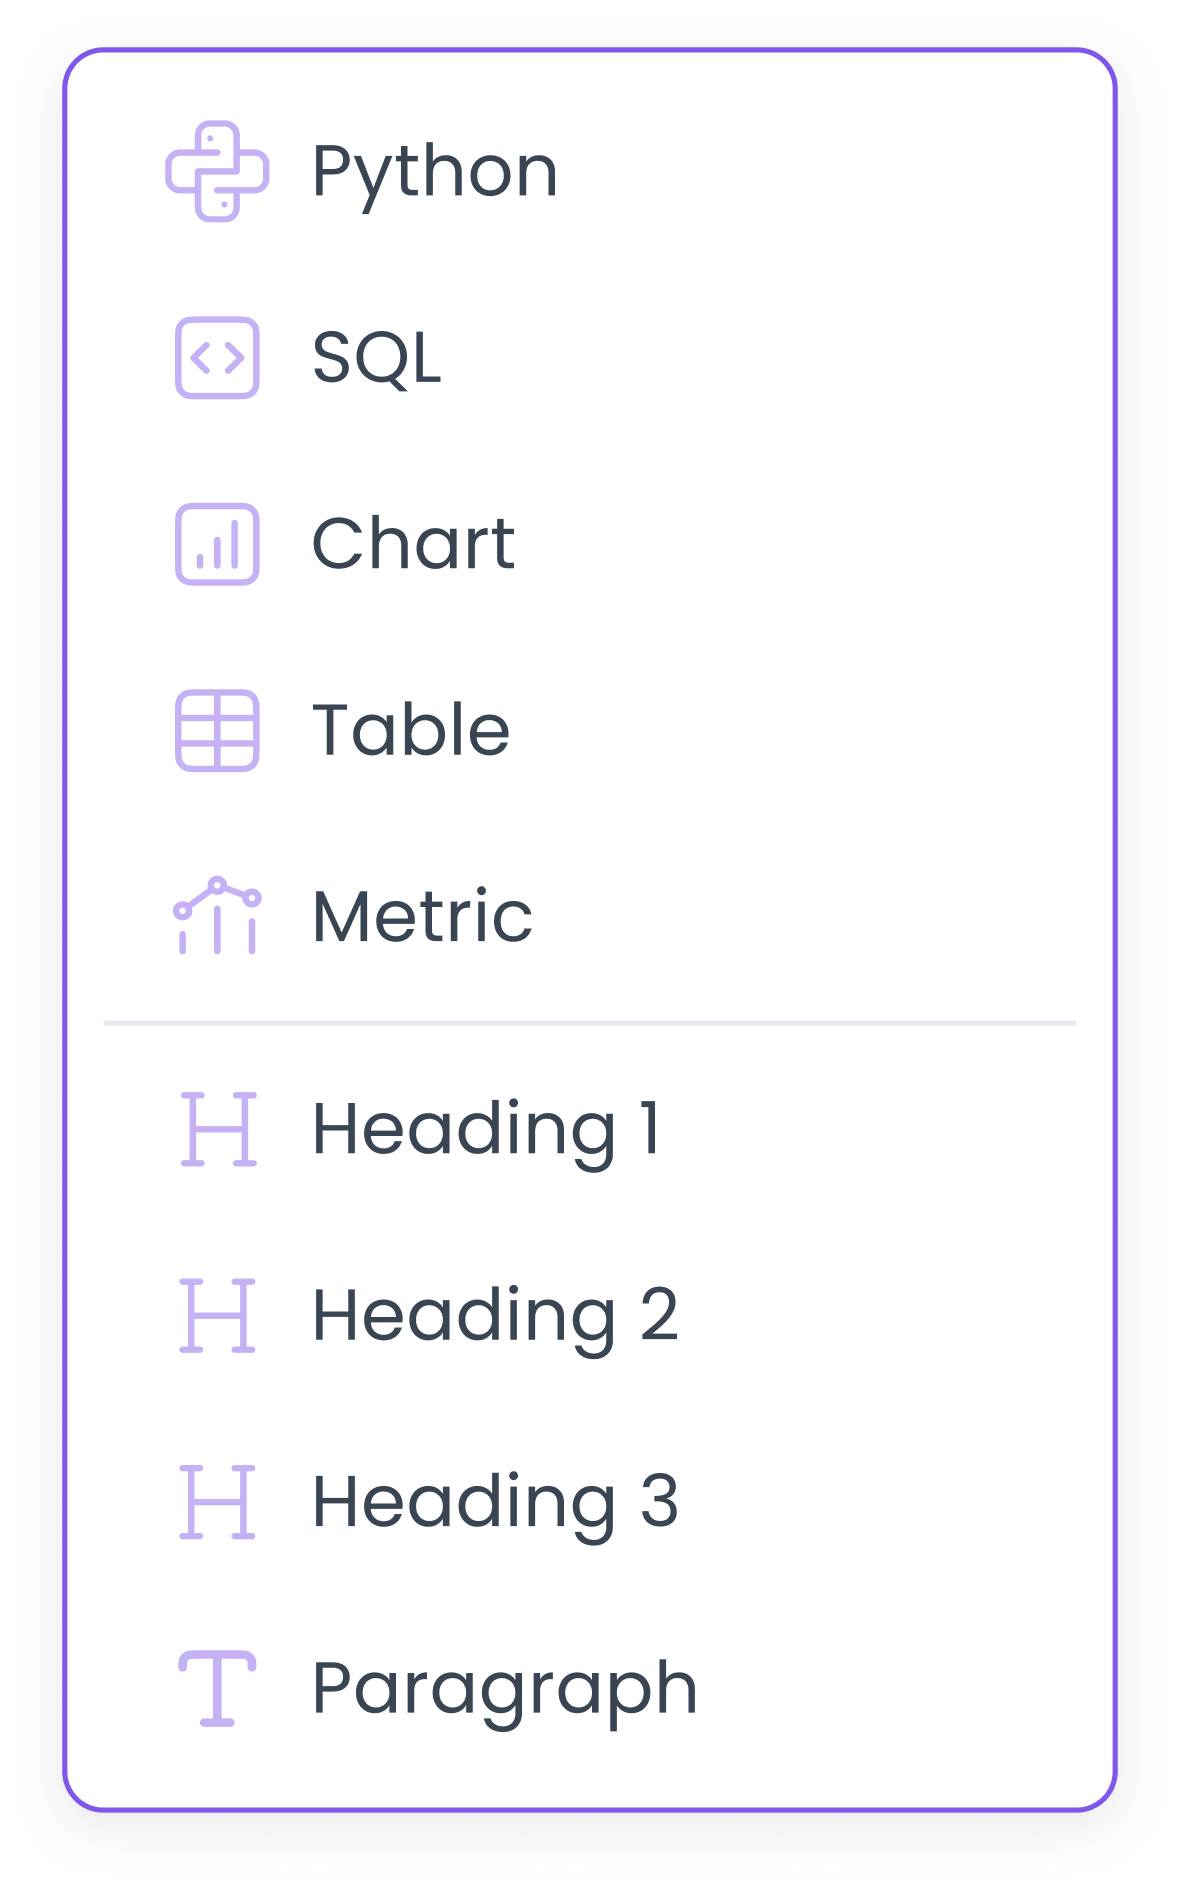 Python
SQL
Chart
Table
Metric
Heading 1
Heading 2
Heading 3
Paragraph